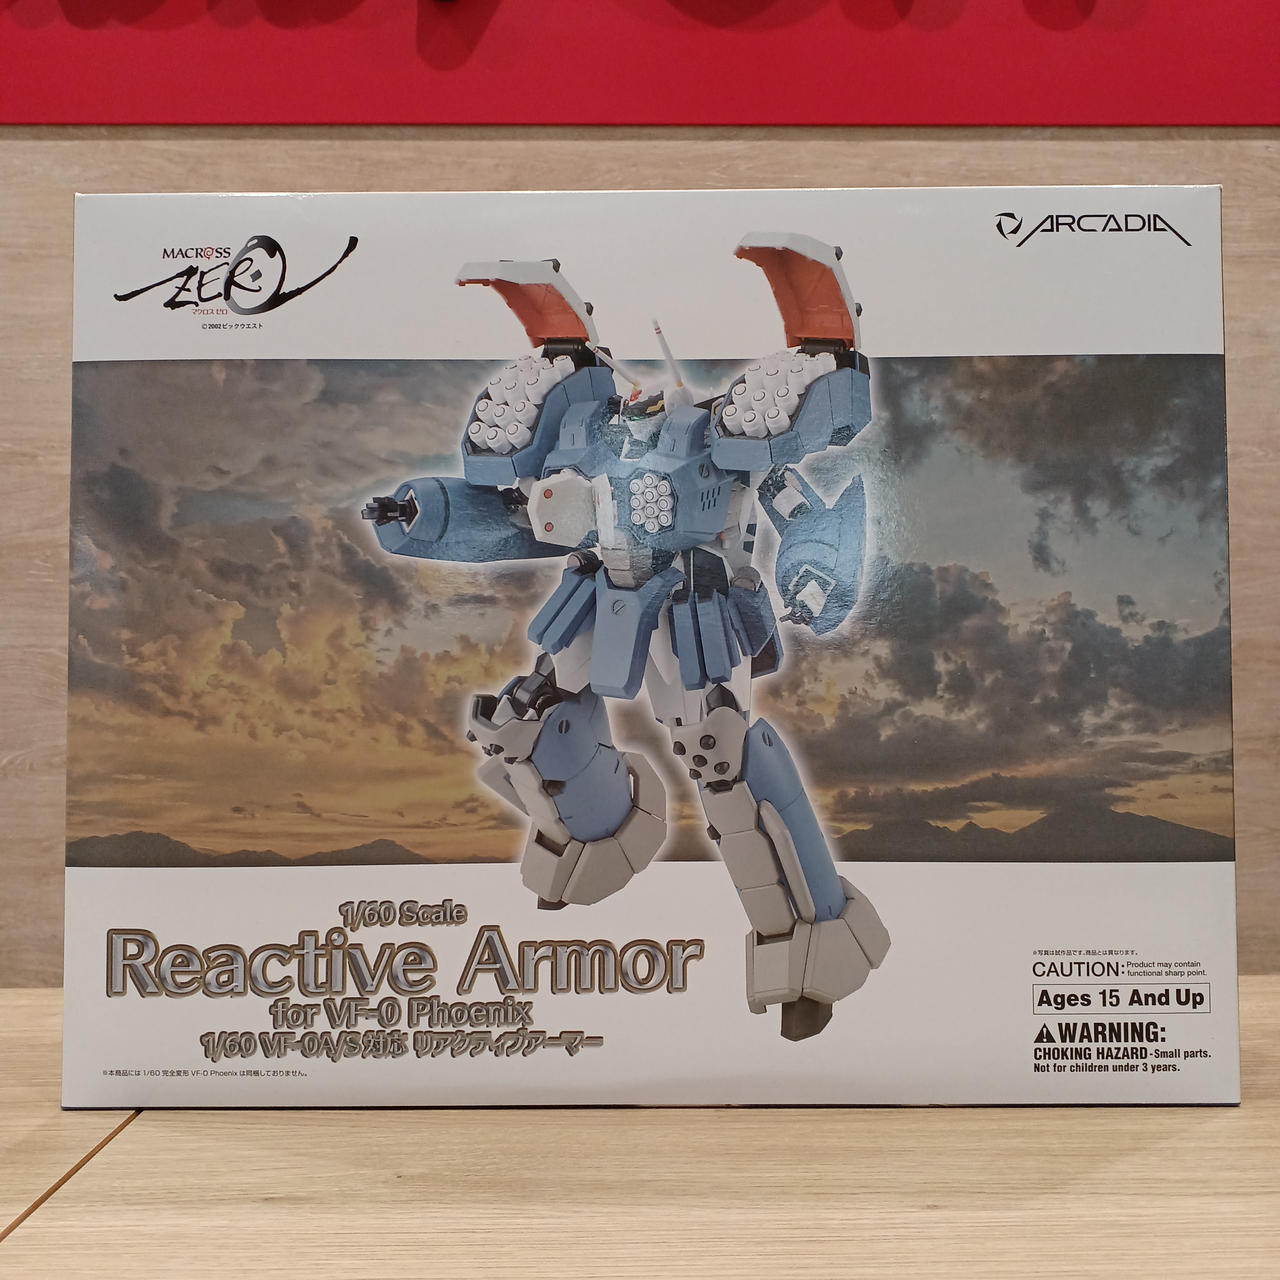 MACROSS
ZERO
マクロス ゼロ
©2002ビックウエスト
ARCADIA
1/60 Scale
Reactive Armor
for VF-0 Phoenix
1/60 VF-0A/S 対応 リアクティブアーマー
※本商品には 1/60 完全変形 VF-0 Phoenix は同梱しておりません。
※写真は試作品です。商品とは異なります。
CAUTION: Product may contain
functional sharp point.
Ages 15 And Up
WARNING:
CHOKING HAZARD - Small parts.
Not for children under 3 years.